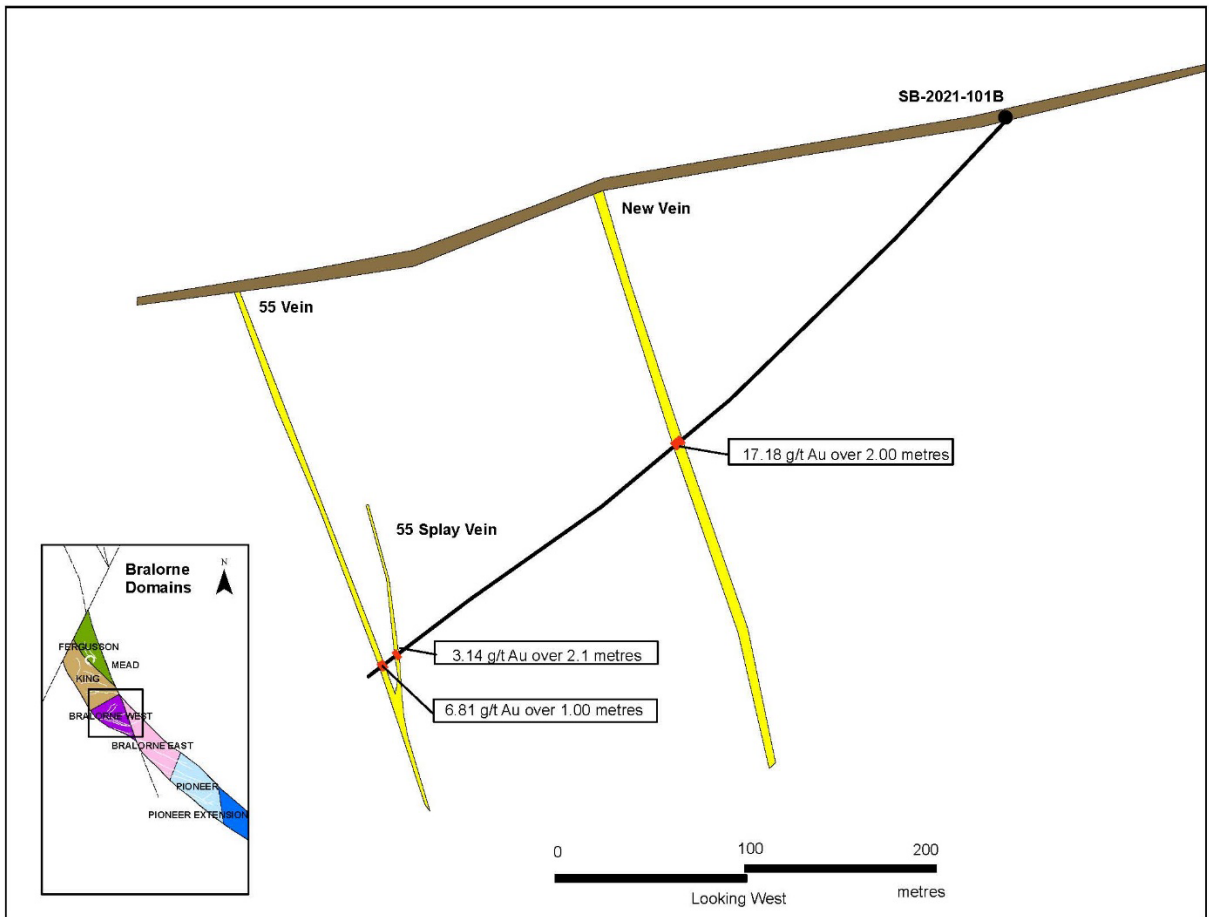 SB-2021-101B
New Vein
55 Vein
17.18 g/t Au over 2.00 metres
55 Splay Vein
3.14 g/t Au over 2.1 metres
6.81 g/t Au over 1.00 metres
Bralorne
Domains
N
FERGUSSON
MEAD
KING
BRALORNE WEST
BRALORNE EAST
PIONEER
PIONEER EXTENSION
0 100 200
Looking West
metres